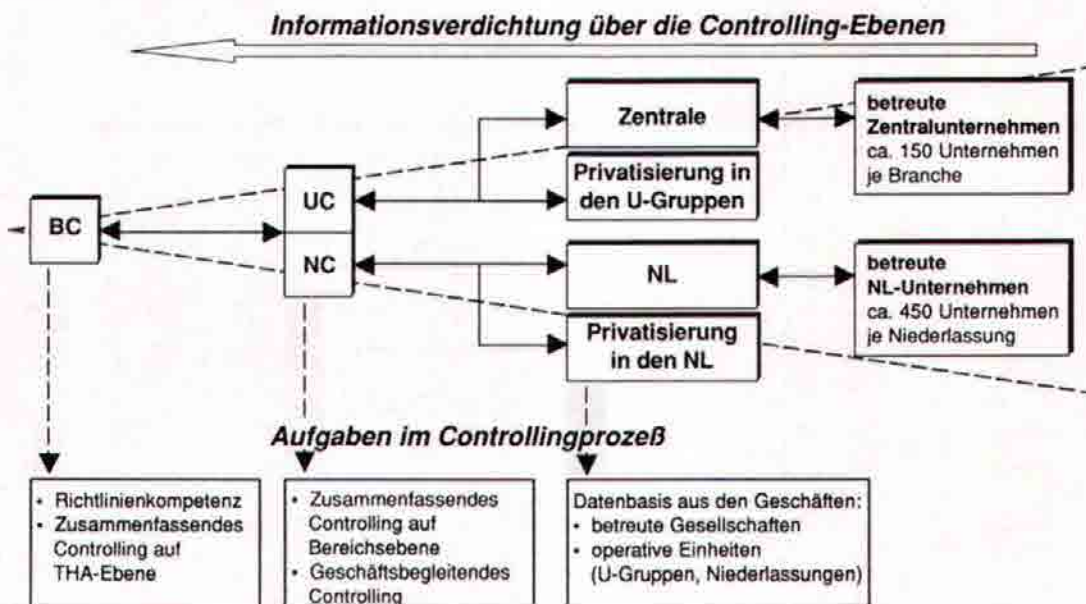 Informationsverdichtung über die Controlling-Ebenen
Zentrale
betreute
Zentralunternehmen
ca. 150 Unternehmen
je Branche
Privatisierung in
den U-Gruppen
UC
BC
NC
NL
betreute
NL-Unternehmen
ca. 450 Unternehmen
je Niederlassung
Privatisierung
in den NL
Aufgaben im Controllingprozeß
• Richtlinienkompetenz
• Zusammenfassendes
Controlling auf
THA-Ebene
• Zusammenfassendes
Controlling auf
Bereichsebene
• Geschäftsbegleitendes
Controlling
Datenbasis aus den Geschäften:
• betreute Gesellschaften
• operative Einheiten
(U-Gruppen, Niederlassungen)